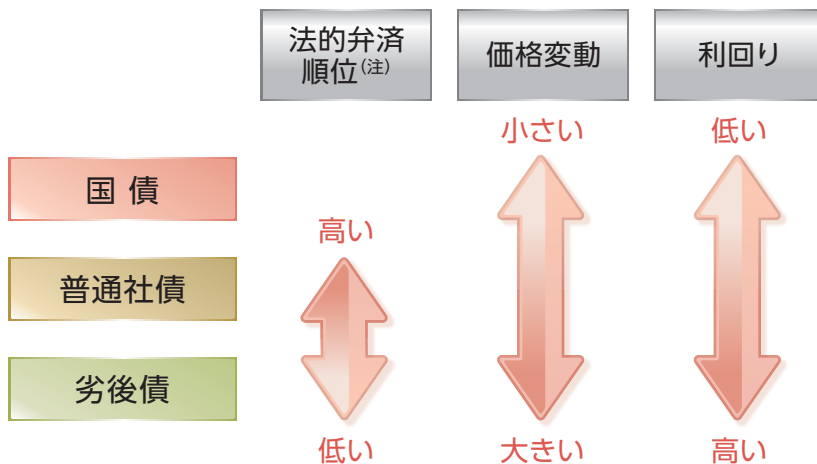 法的弁済
順位(注)
価格変動
利回り
小さい
低い
国債
高い
普通社債
劣後債
低い
大きい
高い